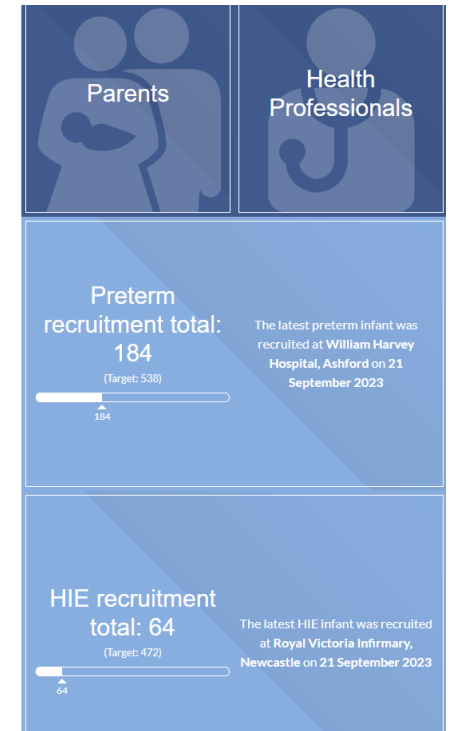 Parents
Health
Professionals
Preterm
recruitment total:
184
(Target: 538)
184
The latest preterm infant was
recruited at William Harvey
Hospital, Ashford on 21
September 2023
HIE recruitment
total: 64
(Target: 472)
64
The latest HIE infant was recruited
at Royal Victoria Infirmary,
Newcastle on 21 September 2023